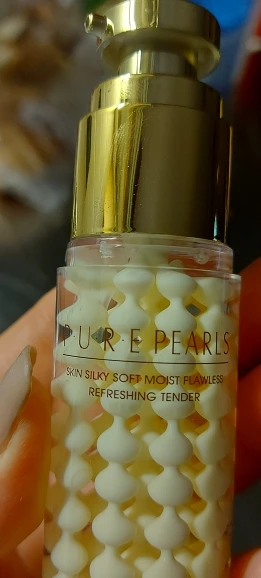 PURE PEARLS
SKIN SILKY SOFT MOIST FLAWLESS
REFRESHING TENDER